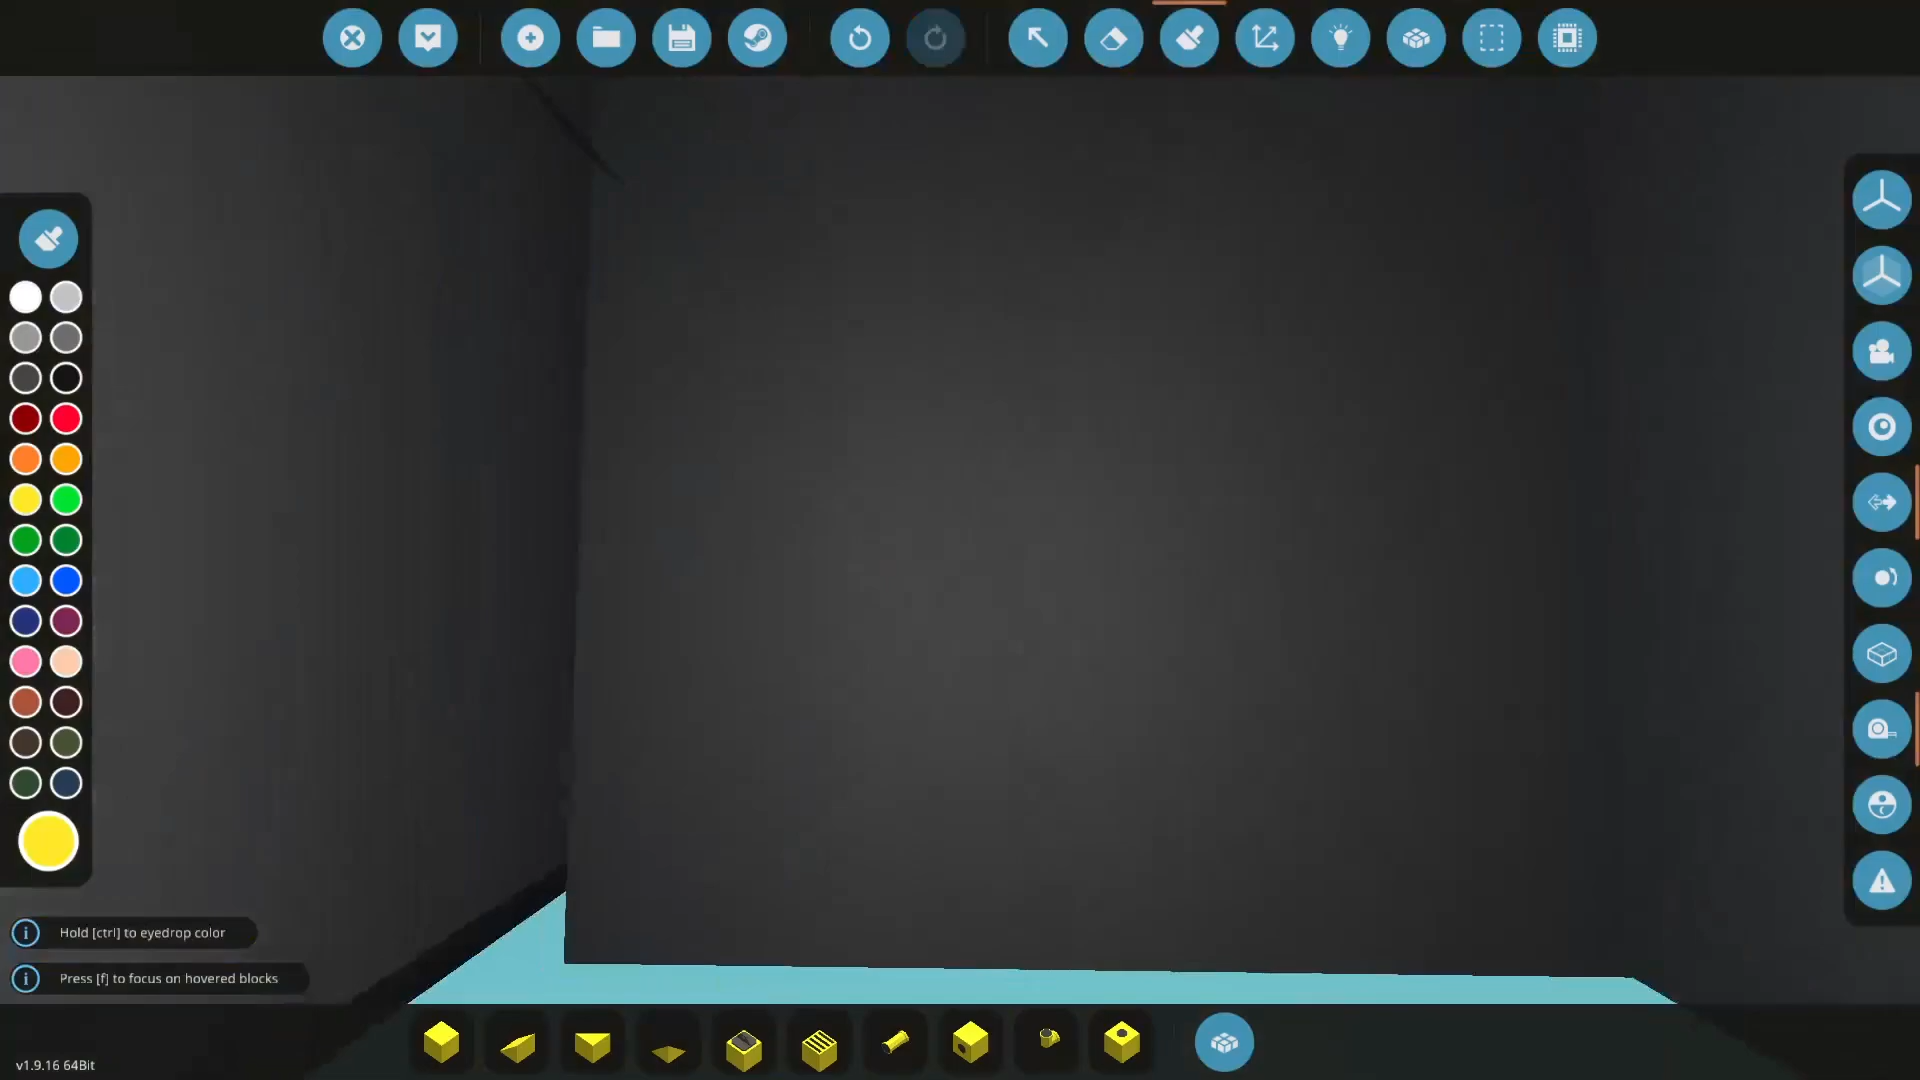 Hold [ctrl] to eyedrop color
Press [f] to focus on hovered blocks
v1.9.16 64Bit